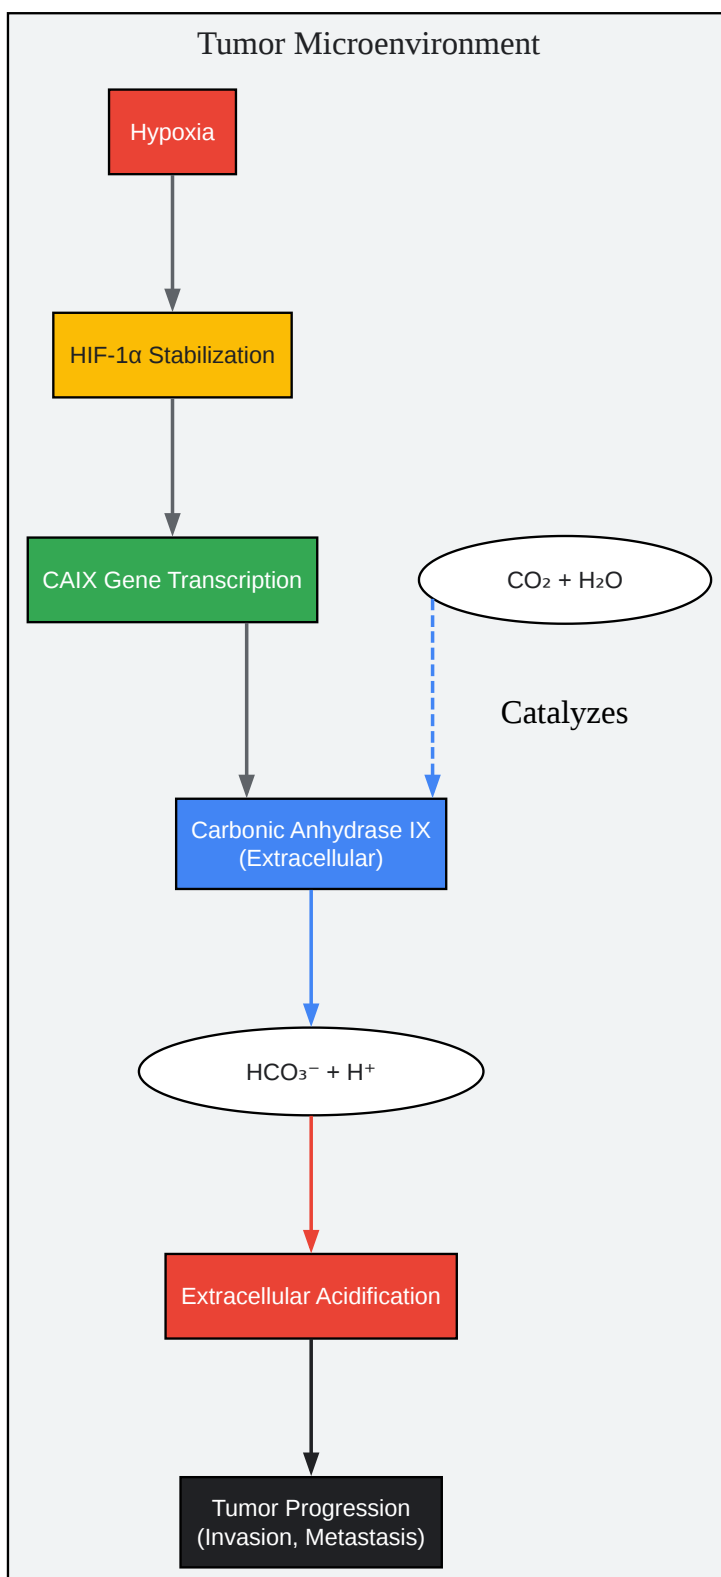 Tumor Microenvironment
Hypoxia
HIF-1α Stabilization
CAIX Gene Transcription
CO₂ + H₂O
Catalyzes
Carbonic Anhydrase IX
(Extracellular)
HCO₃⁻ + H⁺
Extracellular Acidification
Tumor Progression
(Invasion, Metastasis)